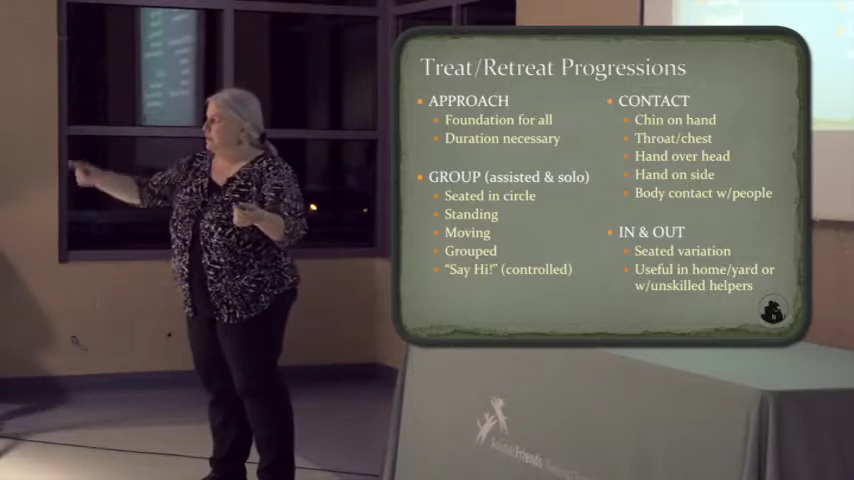 Treat/Retreat Progressions
APPROACH
Foundation for all
Duration necessary
GROUP (assisted & solo)
Seated in circle
Standing
Moving
Grouped
"Say Hi!" (controlled)
CONTACT
Chin on hand
Throat/chest
Hand over head
Hand on side
Body contact w/people
IN & OUT
Seated variation
Useful in home/yard or
w/unskilled helpers
Animal Friends